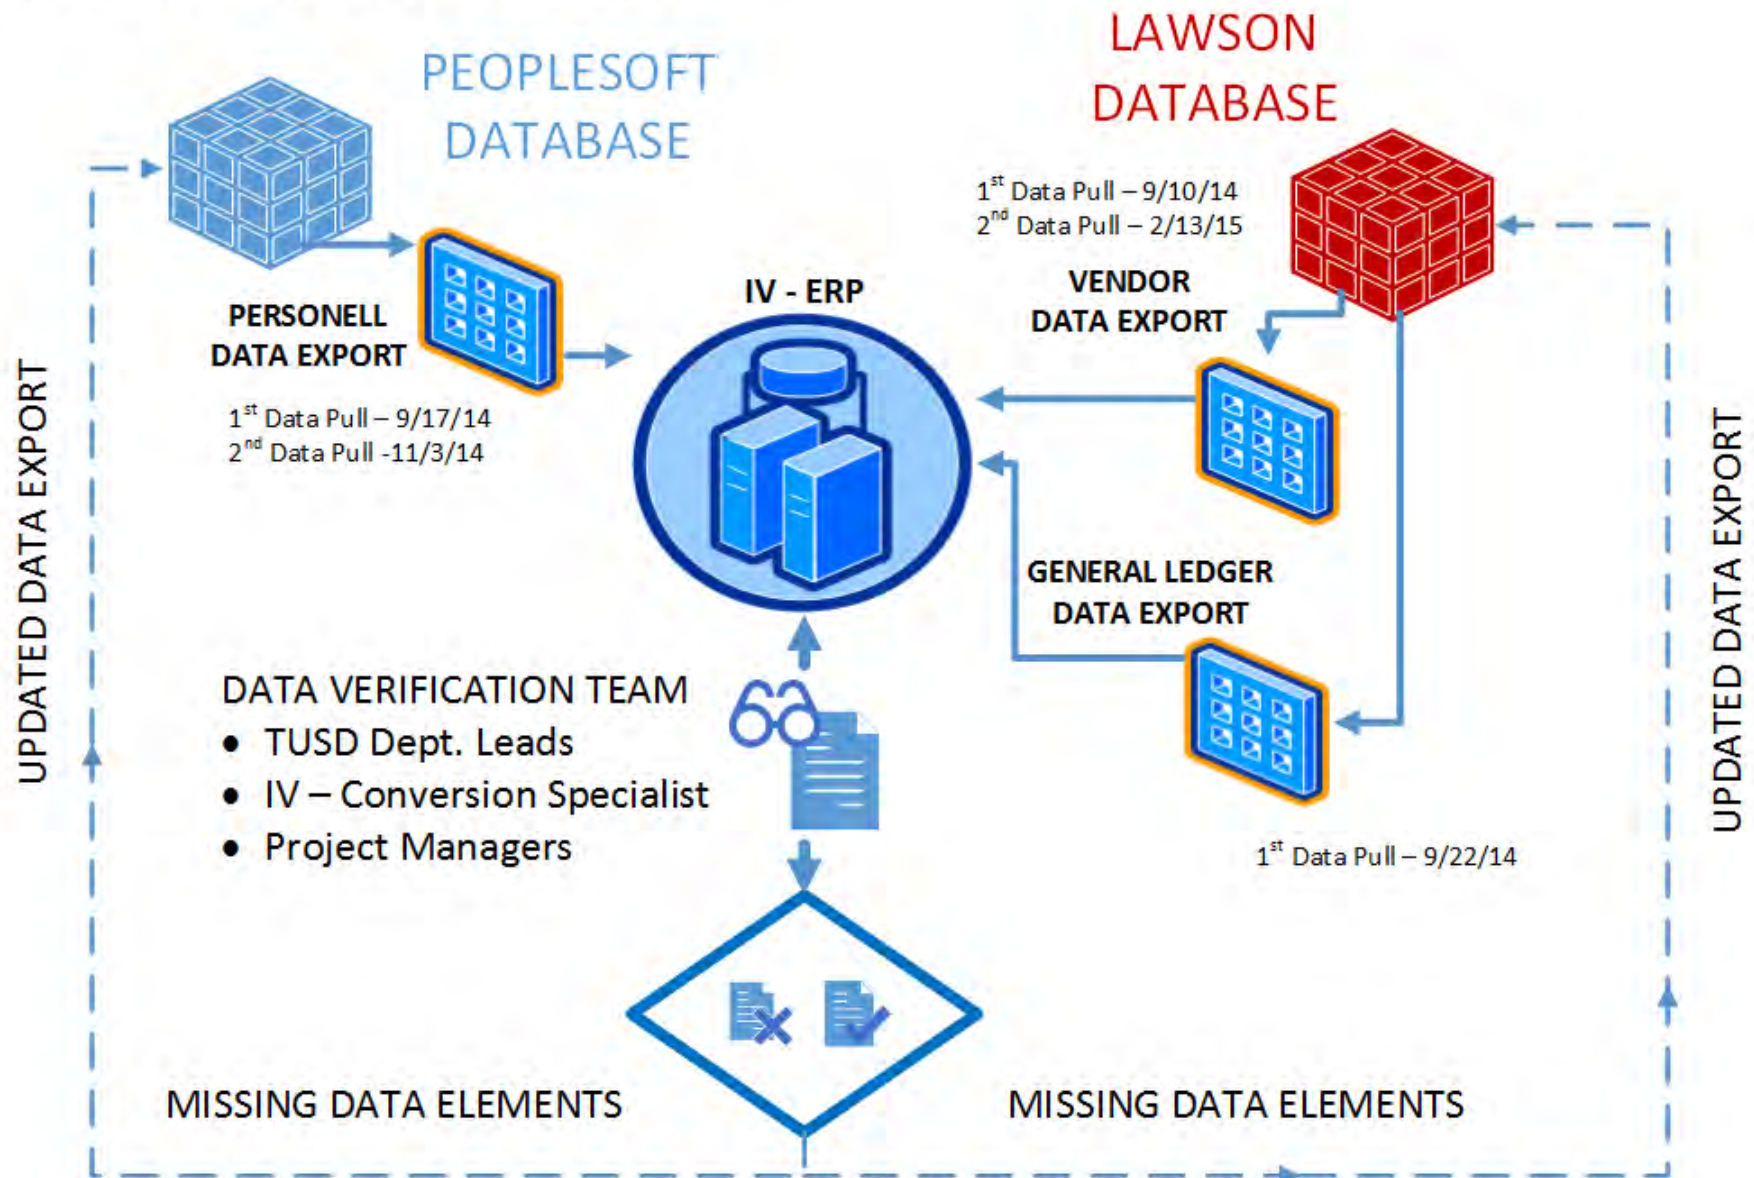 PEOPLESOFT
DATABASE
LAWSON
DATABASE
1st Data Pull – 9/10/14
2nd Data Pull – 2/13/15
PERSONELL
DATA EXPORT
1st Data Pull – 9/17/14
2nd Data Pull -11/3/14
IV - ERP
VENDOR
DATA EXPORT
UPDATED DATA EXPORT
UPDATED DATA EXPORT
GENERAL LEDGER
DATA EXPORT
DATA VERIFICATION TEAM
• TUSD Dept. Leads
• IV – Conversion Specialist
• Project Managers
1st Data Pull – 9/22/14
MISSING DATA ELEMENTS
MISSING DATA ELEMENTS